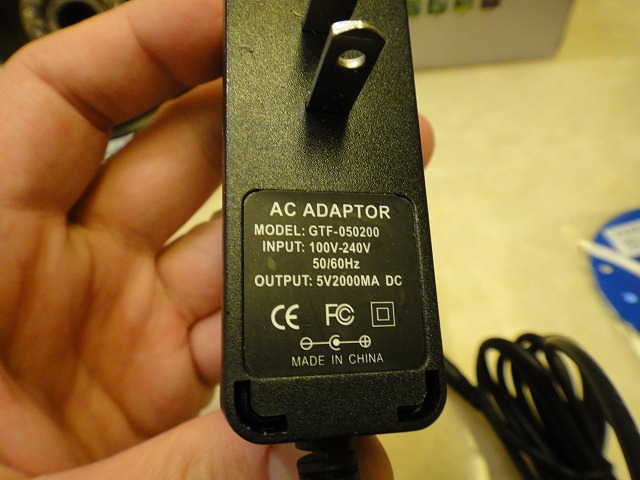 AC ADAPTOR
MODEL: GTF-050200
INPUT: 100V-240V
50/60Hz
OUTPUT: 5V2000MA DC
CE FC
MADE IN CHINA